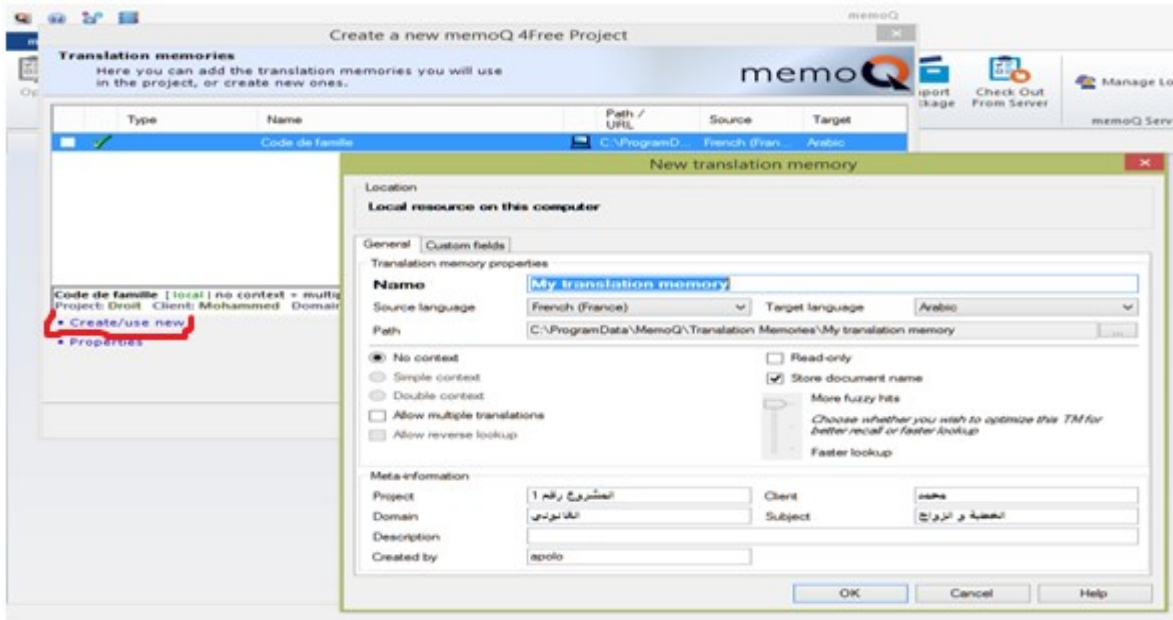 memoQ
Create a new memoQ 4Free Project
Translation memories
Here you can add the translation memories you will use
in the project, or create new ones.
memoQ
Check Out
From Server
Manage Lo
memoQ Serv
Type Name Path / URL Source Target
Code de famille C:\ProgramD... French (Fran... Arabic
New translation memory
Location
Local resource on this computer
General Custom fields
Translation memory properties
Name My translation memory
Source language French (France) Target language Arabic
Path C:\ProgramData\MemoQ\Translation Memories\My translation memory ...
Code de famille [local] no context - multip
Project: Droit Client: Mohammed Domain
• Create/use new
• Properties
No context Read-only
Simple context Store document name
Double context More fuzzy hits
Allow multiple translations Choose whether you wish to optimize this TM for
Allow reverse lookup better recall or faster lookup
Faster lookup
Meta-information
Project المشروع رقم 1 Client محمد
Domain القانوني Subject الخطبة و الزواج
Description
Created by apolo
OK Cancel Help